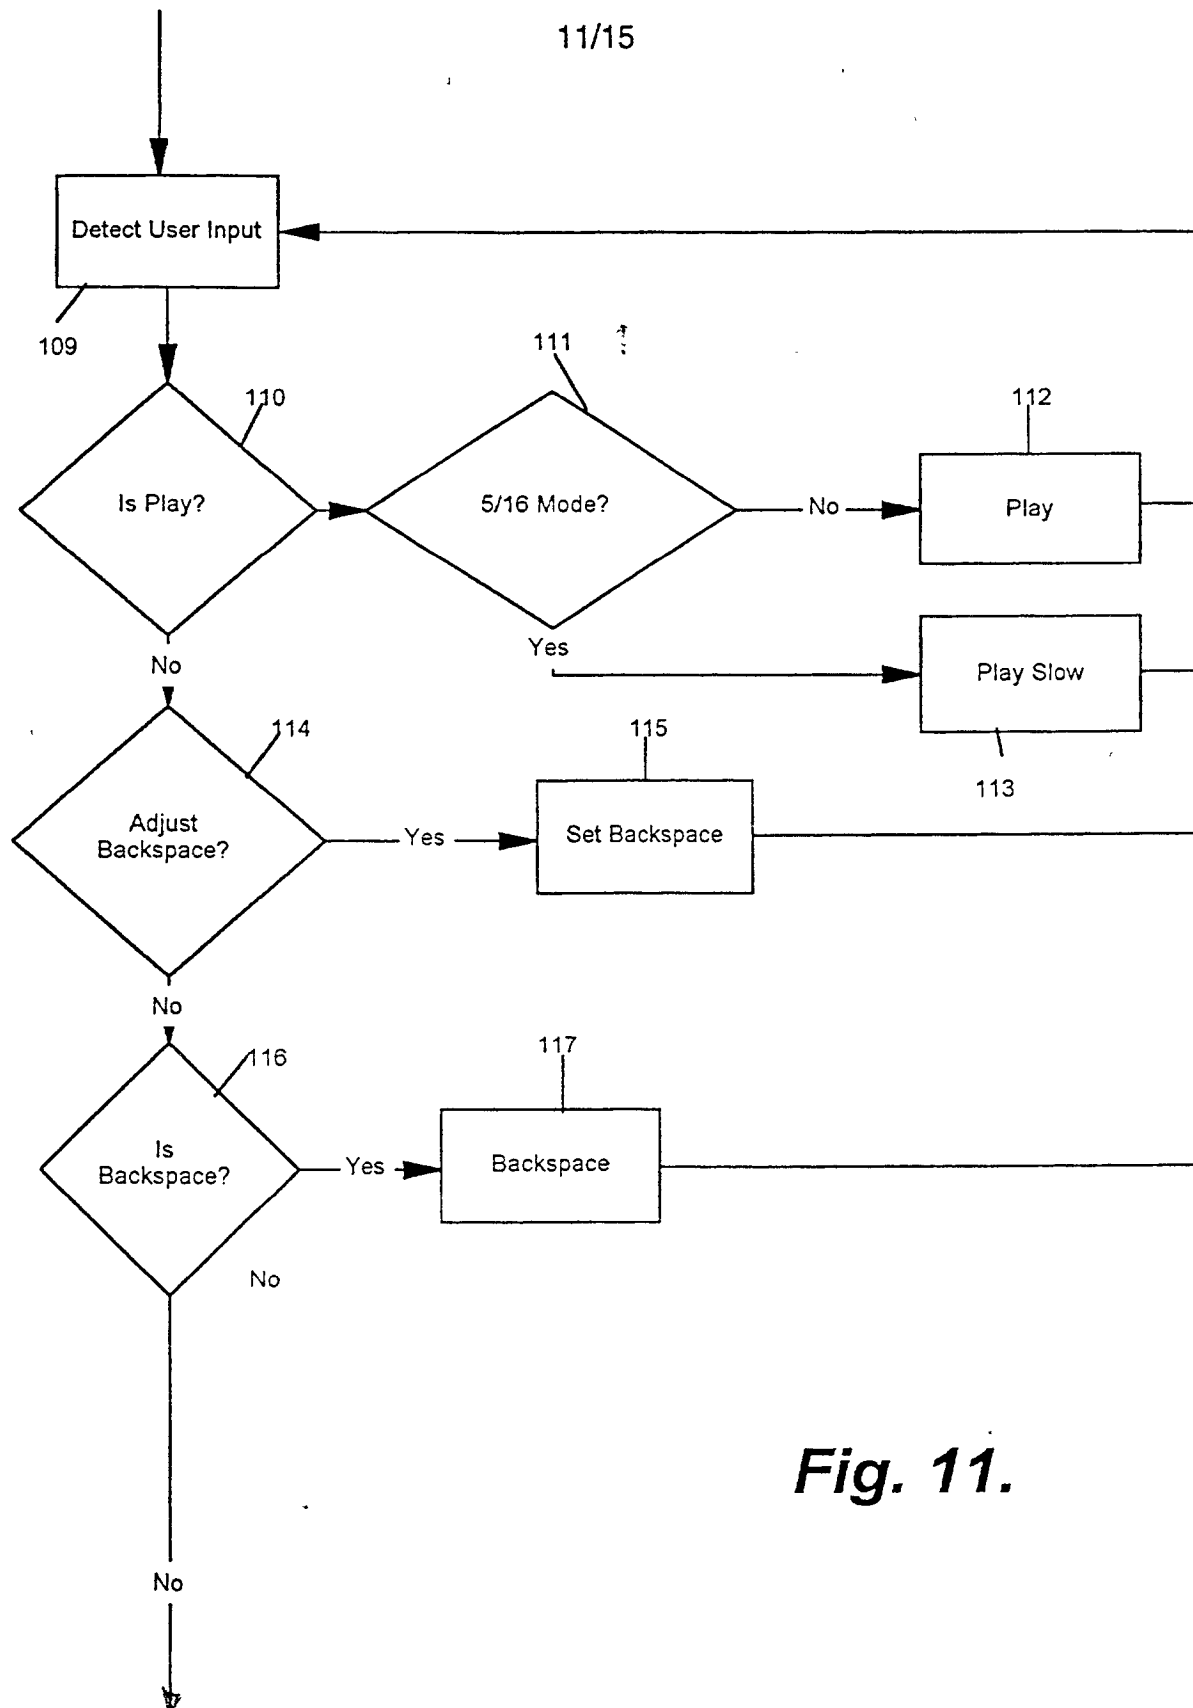 11/15
Detect User Input
109
110
111
112
Is Play?
5/16 Mode?
No
Play
No
Yes
Play Slow
113
114
115
Adjust
Backspace?
Yes
Set Backspace
No
116
117
Is
Backspace?
Yes
Backspace
No
Fig. 11.
No